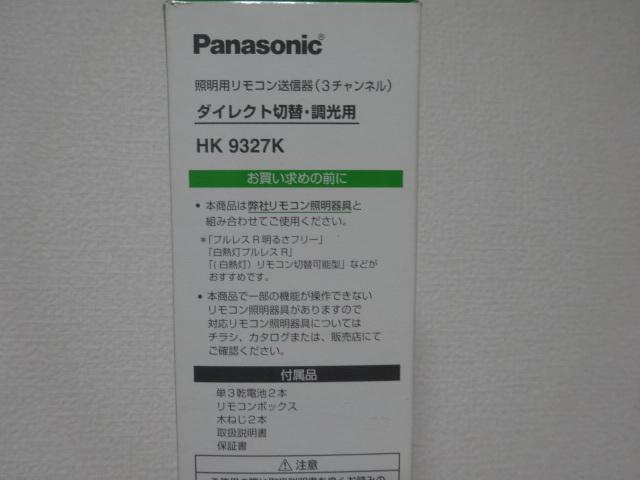 Panasonic®
照明用リモコン送信器(3チャンネル)
ダイレクト切替・調光用
HK 9327K
お買い求めの前に
• 本商品は弊社リモコン照明器具と
組み合わせてご使用ください。
*「プルレスR明るさフリー」
「白熱灯プルレスR」
「(白熱灯)リモコン切替可能型」などが
おすすめです。
• 本商品で一部の機能が操作できない
リモコン照明器具がありますので
対応リモコン照明器具については
チラシ、カタログまたは、販売店にて
ご確認ください。
付属品
単3乾電池2本
リモコンボックス
木ねじ2本
取扱説明書
保証書
⚠ 注意